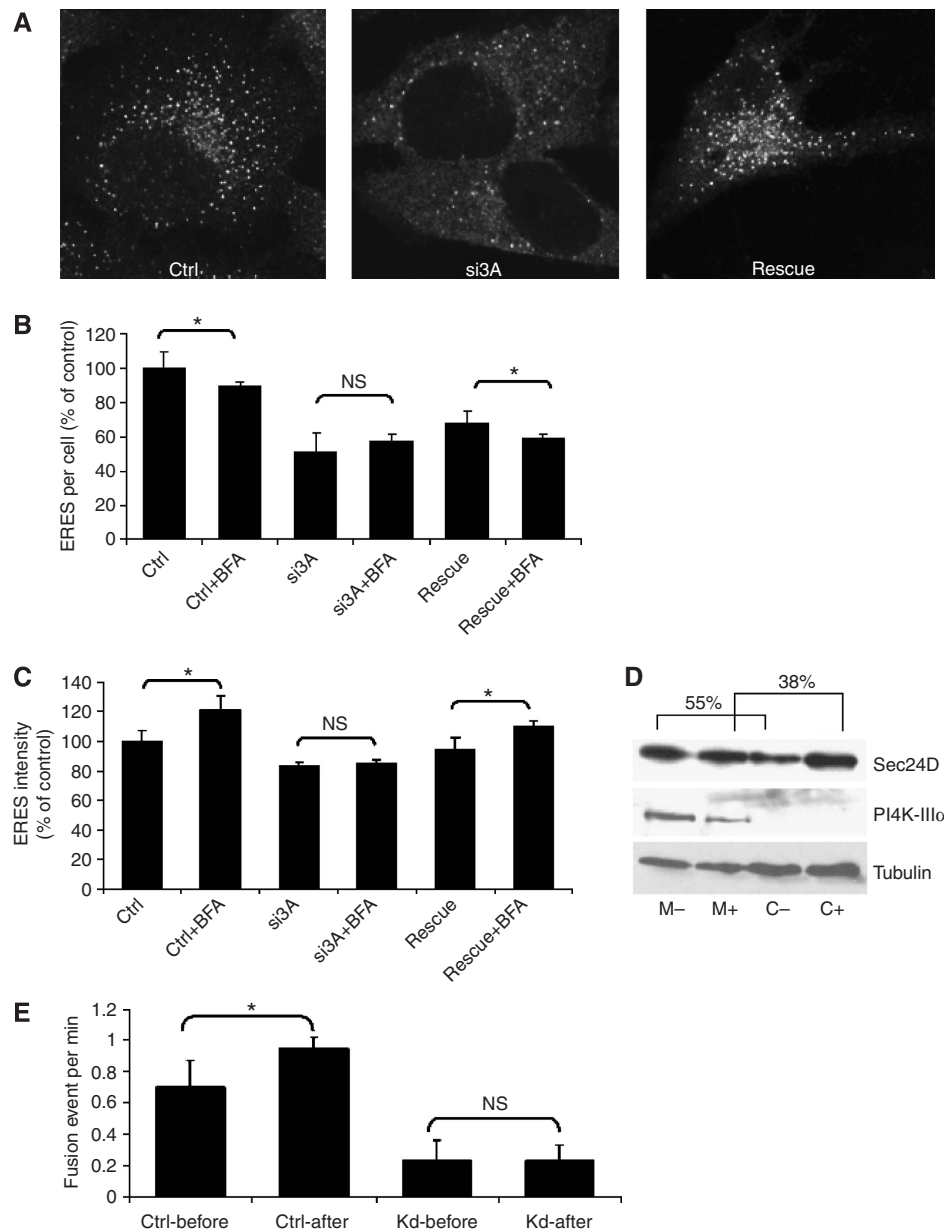 A
Ctrl
si3A
Rescue
B
ERES per cell (% of control)
120
100
80
60
40
20
0
*
NS
*
Ctrl
Ctrl+BFA
si3A
si3A+BFA
Rescue
Rescue+BFA
C
ERES intensity
(% of control)
140
120
100
80
60
40
20
0
*
NS
*
Ctrl
Ctrl+BFA
si3A
si3A+BFA
Rescue
Rescue+BFA
D
38%
55%
Sec24D
PI4K-IIIα
Tubulin
M– M+ C– C+
E
Fusion event per min
1.2
1
0.8
0.6
0.4
0.2
0
*
NS
Ctrl-before Ctrl-after Kd-before Kd-after